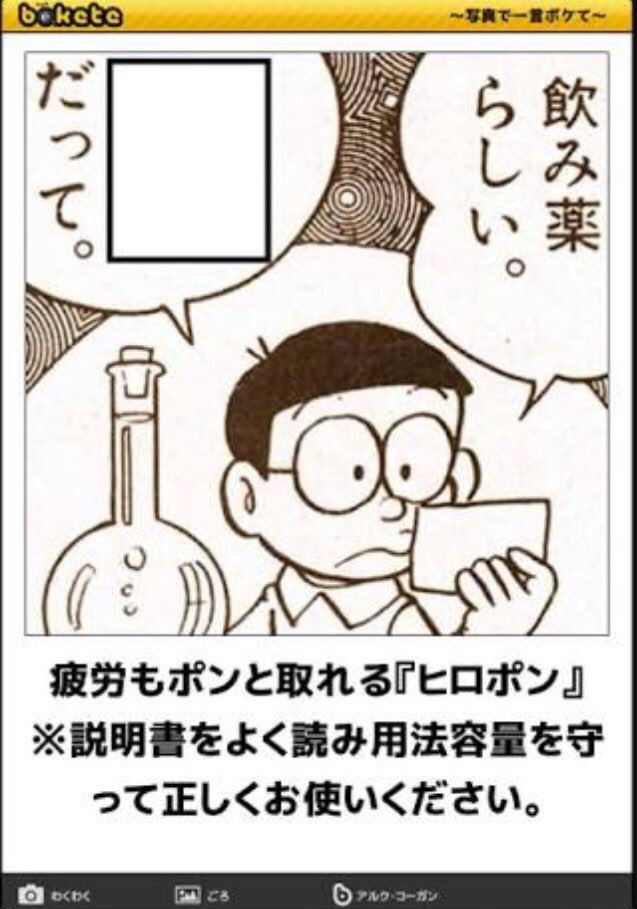 bokete
～写真で一言ボケて～
飲み薬
らしい。
だって。
疲労もポンと取れる『ヒロポン』
※説明書をよく読み用法容量を守
って正しくお使いください。
わくわく
ごろ
アルク・コーガン